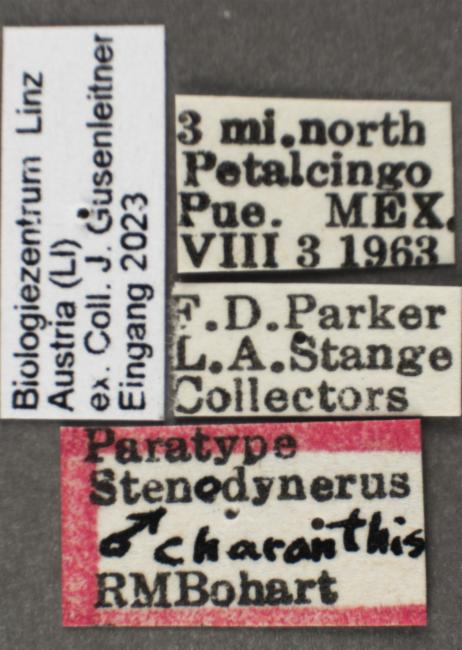 Biologiezentrum Linz
Austria (LI)
ex. Coll. J. Gusenleitner
Eingang 2023
3 mi.north
Petalcingo
Pue. MEX.
VIII 3 1963
F.D.Parker
L.A.Stange
Collectors
Paratype
Stenodynerus
♂ charanthis
RMBohart